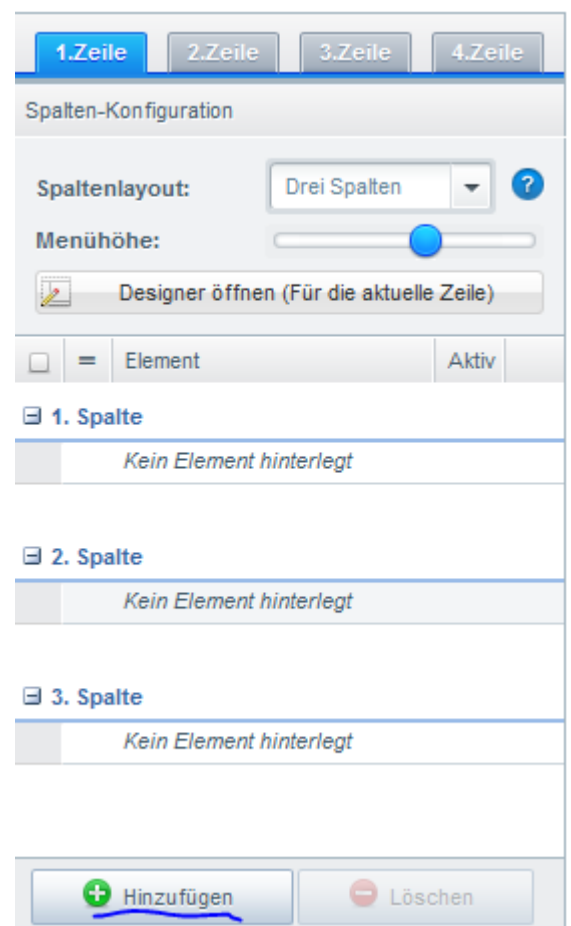 1.Zeile 2.Zeile 3.Zeile 4.Zeile
Spalten-Konfiguration
Spaltenlayout: Drei Spalten ?
Menühöhe:
Designer öffnen (Für die aktuelle Zeile)
= Element Aktiv
1. Spalte
Kein Element hinterlegt
2. Spalte
Kein Element hinterlegt
3. Spalte
Kein Element hinterlegt
Hinzufügen Löschen